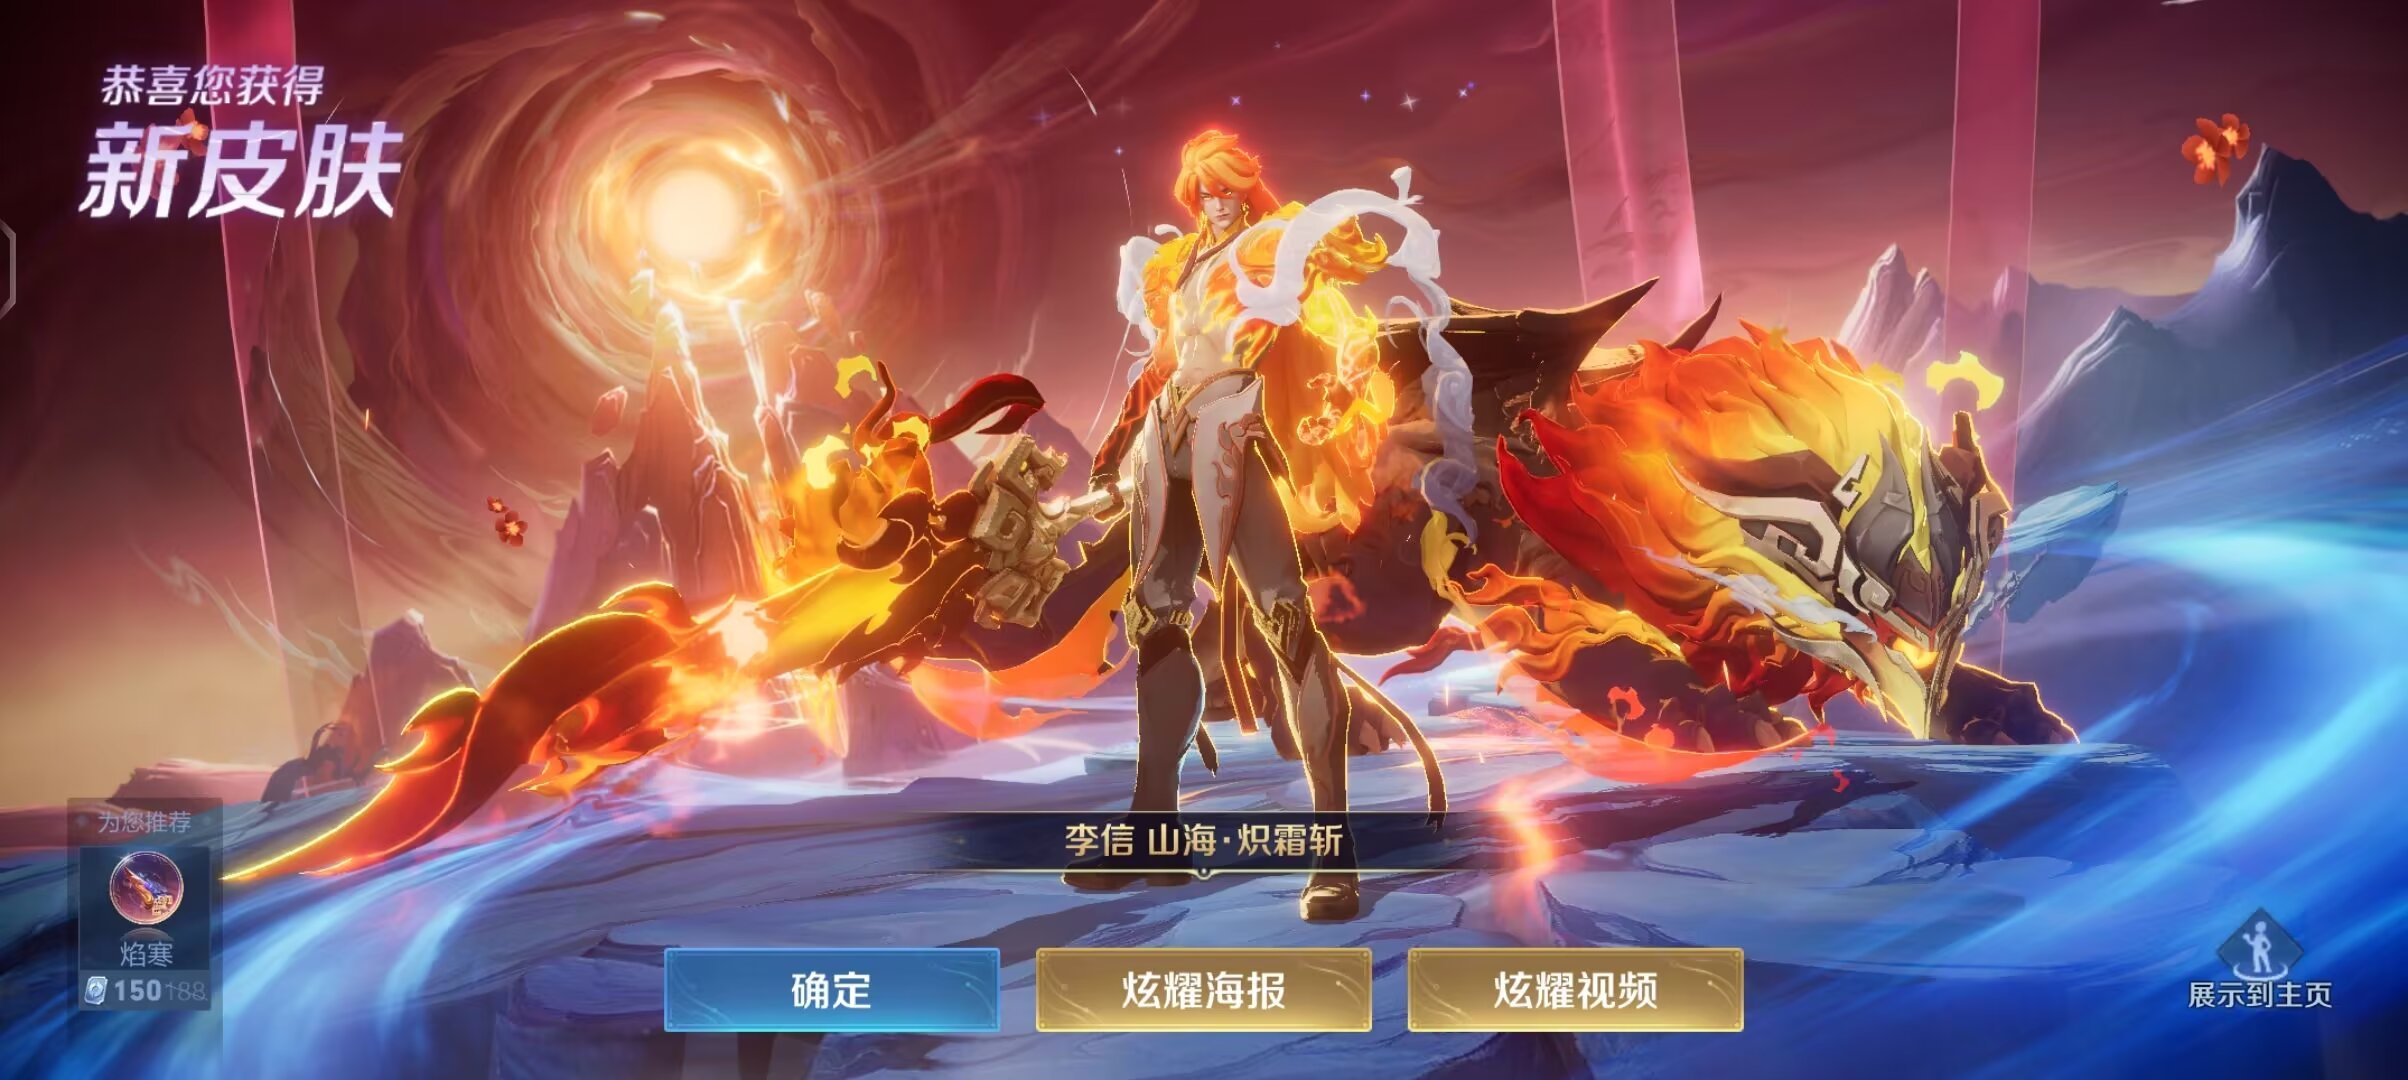 恭喜您获得
新皮肤
李信 山海·炽霜斩
为您推荐
焰寒
150 188
确定
炫耀海报
炫耀视频
展示到主页